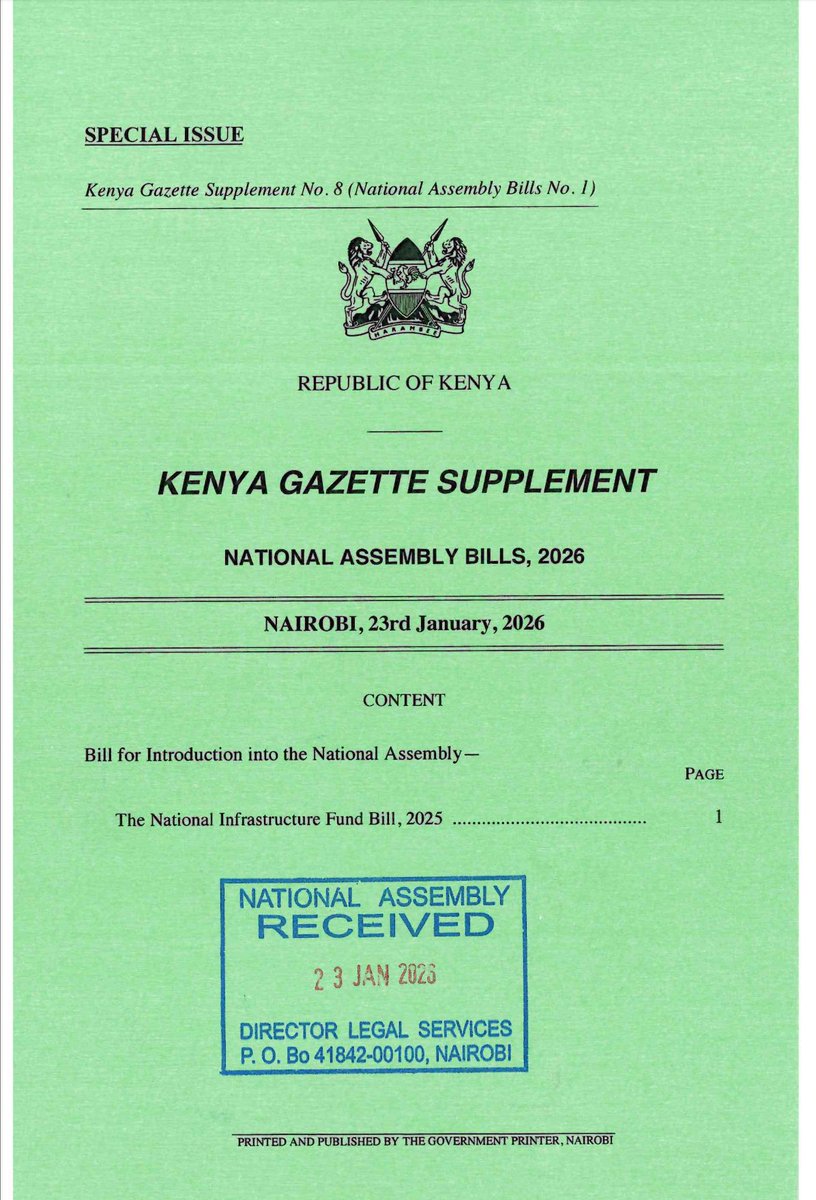 SPECIAL ISSUE
Kenya Gazette Supplement No. 8 (National Assembly Bills No. 1)
HARAMBEE
REPUBLIC OF KENYA
KENYA GAZETTE SUPPLEMENT
NATIONAL ASSEMBLY BILLS, 2026
NAIROBI, 23rd January, 2026
CONTENT
Bill for Introduction into the National Assembly—
PAGE
The National Infrastructure Fund Bill, 2025 ........................................ 1
NATIONAL ASSEMBLY
RECEIVED
23 JAN 2026
DIRECTOR LEGAL SERVICES
P. O. Bo 41842-00100, NAIROBI
PRINTED AND PUBLISHED BY THE GOVERNMENT PRINTER, NAIROBI